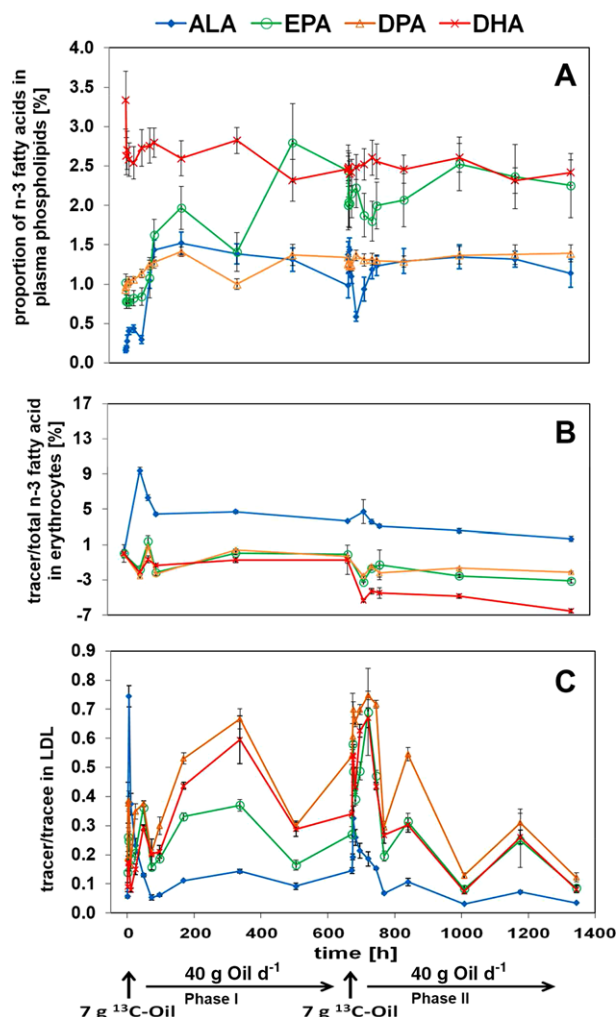 ALA EPA DPA DHA
A
proportion of n-3 fatty acids in
plasma phospholipids [%]
4.0
3.5
3.0
2.5
2.0
1.5
1.0
0.5
0.0
B
tracer/total n-3 fatty acid
in erythrocytes [%]
17
13
9
5
1
-3
-7
C
tracer/tracee in LDL
0.9
0.8
0.7
0.6
0.5
0.4
0.3
0.2
0.1
0.0
0 200 400 600 800 1000 1200 1400
time [h]
40 g Oil d⁻¹ 40 g Oil d⁻¹
Phase I Phase II
7 g ¹³C-Oil 7 g ¹³C-Oil